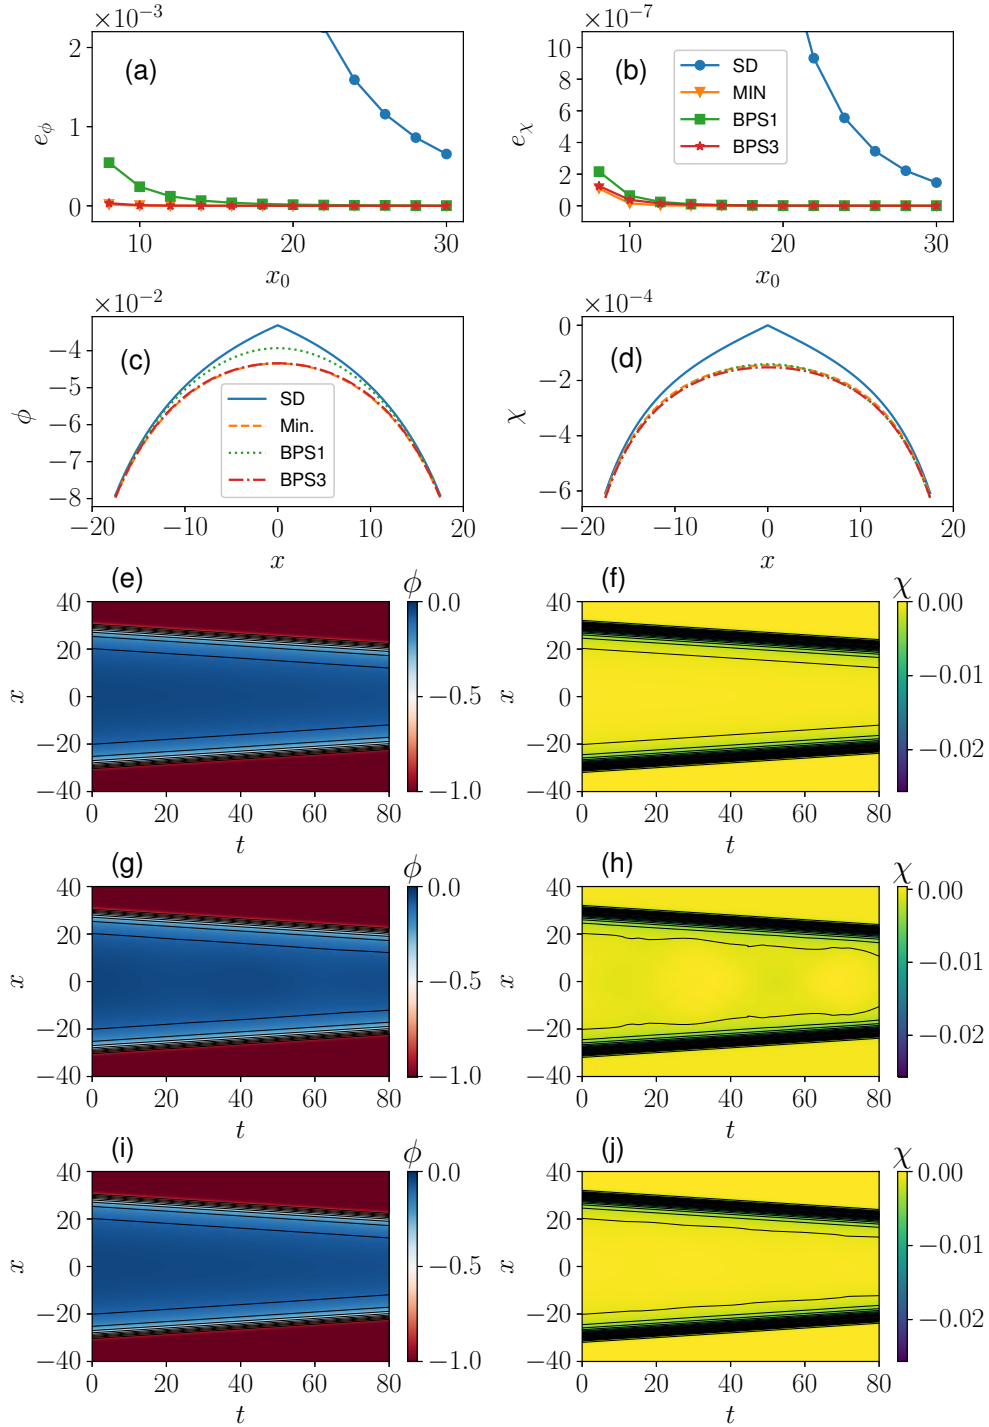 ×10⁻³
2
1
0
e_ϕ
(a)
10
20
30
x₀
×10⁻⁷
10
8
6
4
2
0
e_χ
(b)
SD
MIN
BPS1
BPS3
10
20
30
x₀
×10⁻²
−4
−5
−6
−7
−8
ϕ
(c)
SD
Min.
BPS1
BPS3
−20
−10
0
10
20
x
×10⁻⁴
0
−2
−4
−6
χ
(d)
−20
−10
0
10
20
x
(e)
ϕ
40
20
0
−20
−40
x
0
20
40
60
80
t
0.0
−0.5
−1.0
(f)
χ
40
20
0
−20
−40
x
0
20
40
60
80
t
0.00
−0.01
−0.02
(g)
ϕ
40
20
0
−20
−40
x
0
20
40
60
80
t
0.0
−0.5
−1.0
(h)
χ
40
20
0
−20
−40
x
0
20
40
60
80
t
0.00
−0.01
−0.02
(i)
ϕ
40
20
0
−20
−40
x
0
20
40
60
80
t
0.0
−0.5
−1.0
(j)
χ
40
20
0
−20
−40
x
0
20
40
60
80
t
0.00
−0.01
−0.02